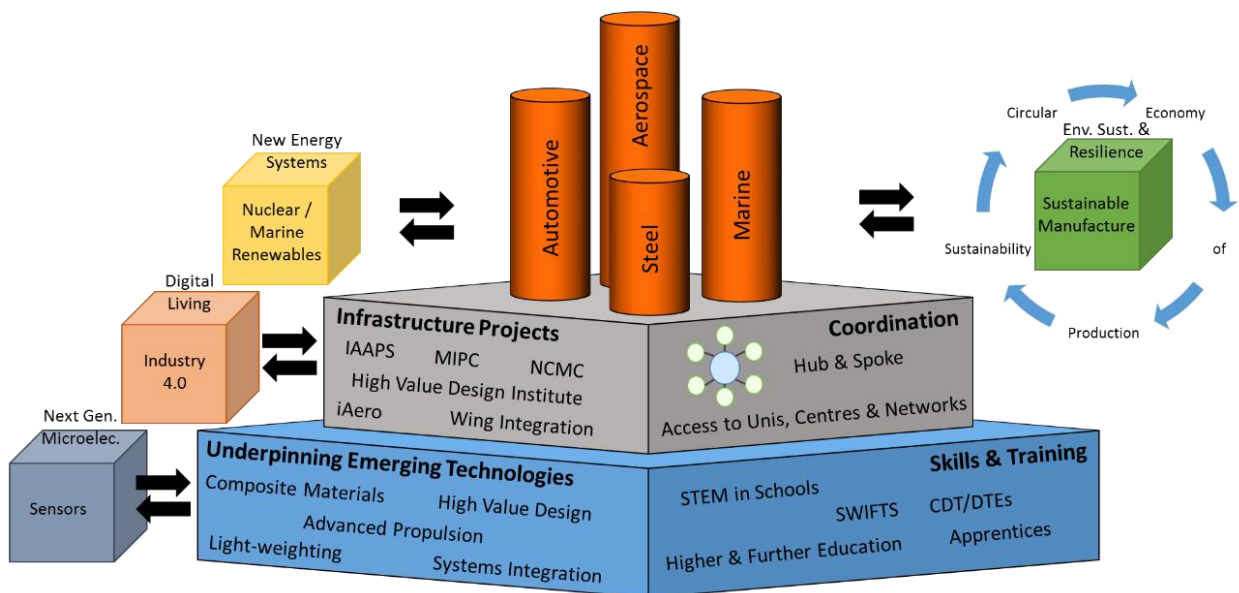 Aerospace
Automotive
Marine
Steel
New Energy
Systems
Nuclear /
Marine
Renewables
Circular
Economy
Env. Sust. &
Resilience
Sustainable
Manufacture
Sustainability
of
Production
Digital
Living
Industry
4.0
Infrastructure Projects
IAAPS MIPC NCMC
High Value Design Institute
iAero Wing Integration
Coordination
Hub & Spoke
Access to Unis, Centres & Networks
Next Gen.
Microelec.
Sensors
Underpinning Emerging Technologies
Composite Materials High Value Design
Advanced Propulsion
Light-weighting Systems Integration
Skills & Training
STEM in Schools
SWIFTS CDT/DTEs
Higher & Further Education Apprentices